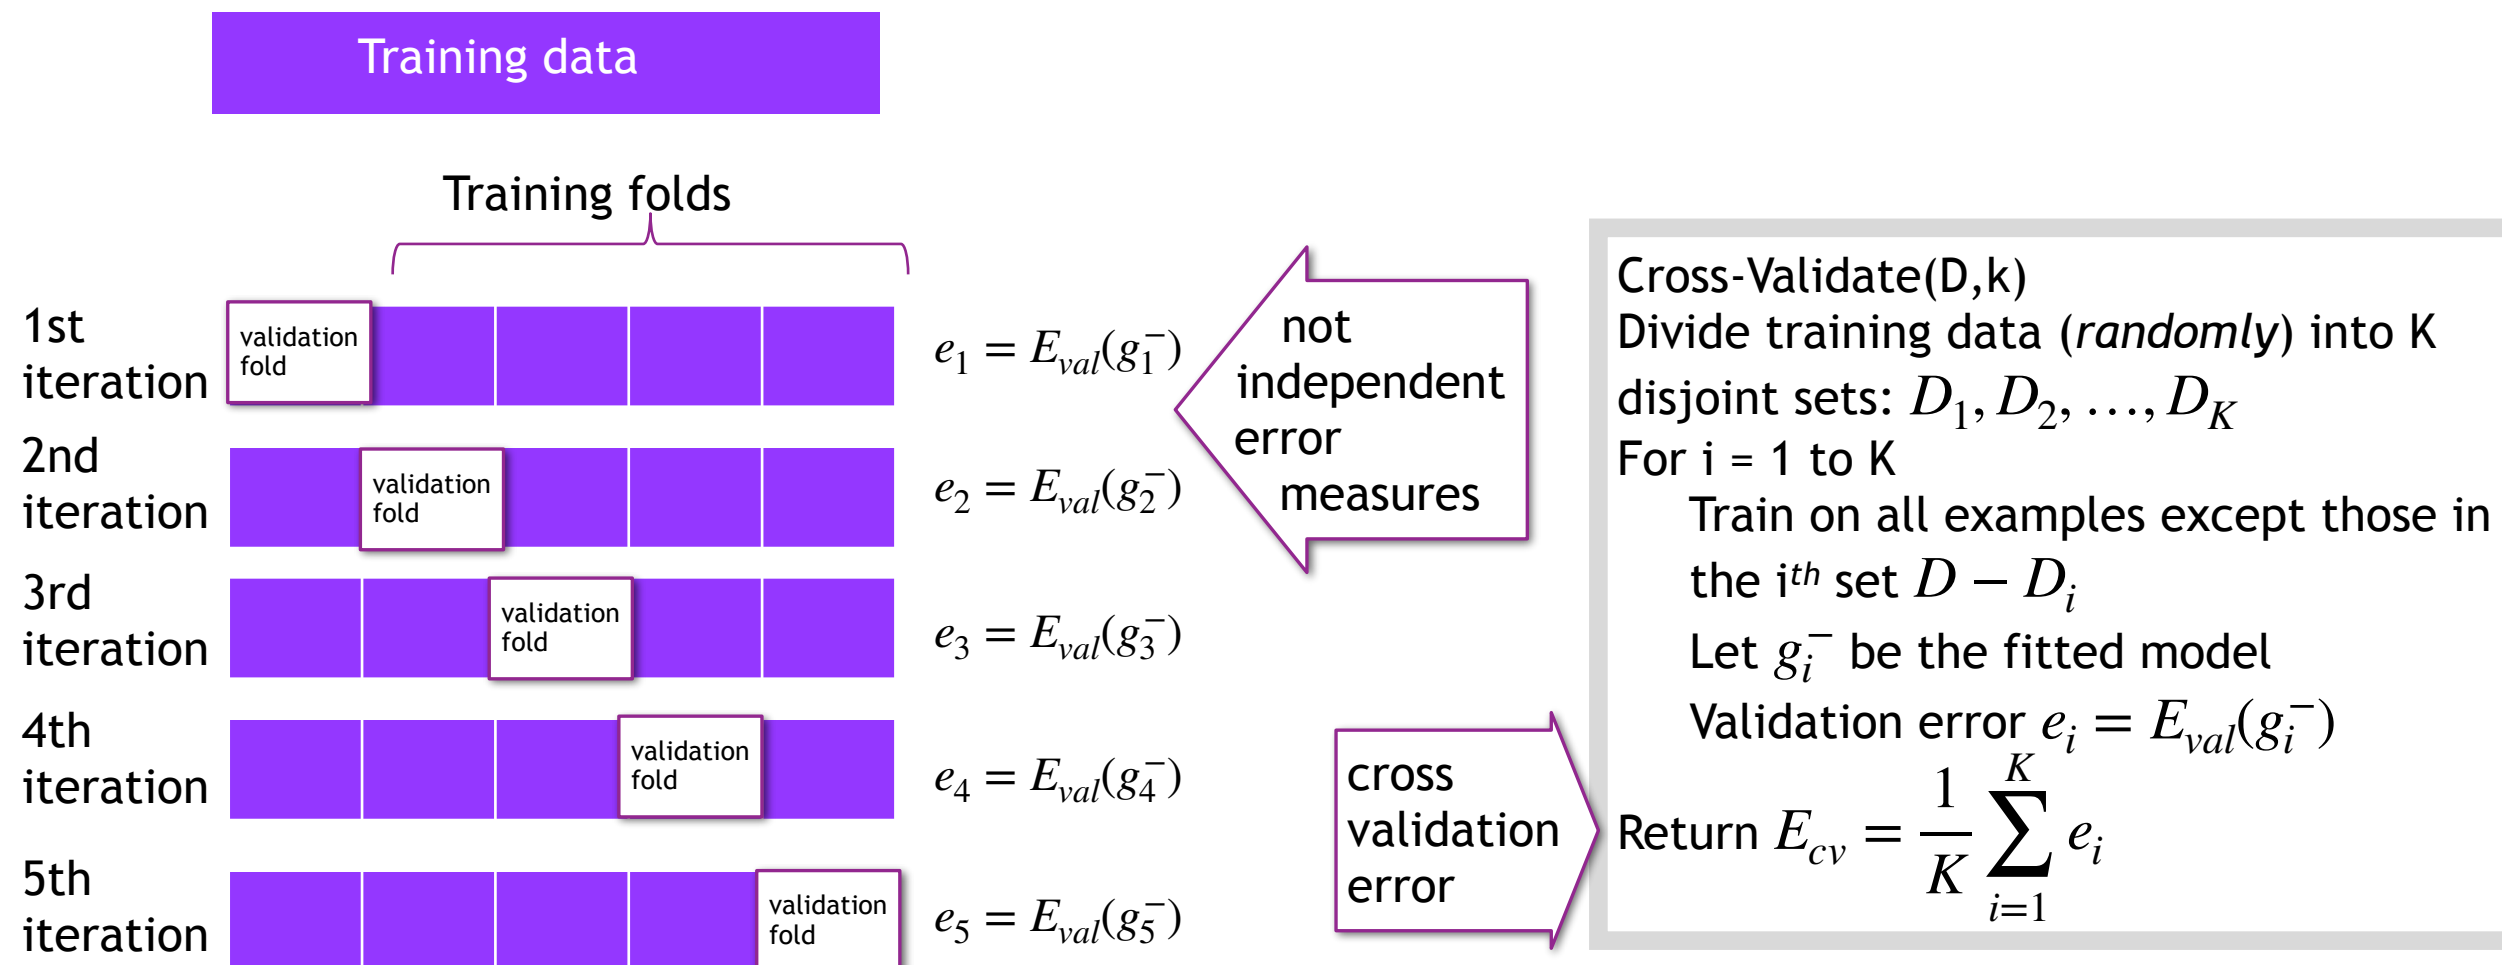 Training data
Training folds
1st
iteration
validation
fold
e₁ = E_val(g₁⁻)
2nd
iteration
validation
fold
e₂ = E_val(g₂⁻)
3rd
iteration
validation
fold
e₃ = E_val(g₃⁻)
4th
iteration
validation
fold
e₄ = E_val(g₄⁻)
5th
iteration
validation
fold
e₅ = E_val(g₅⁻)
not
independent
error
measures
cross
validation
error
Cross-Validate(D,k)
Divide training data (randomly) into K
disjoint sets: D₁, D₂, …, D_K
For i = 1 to K
Train on all examples except those in
the iᵗʰ set D − Dᵢ
Let gᵢ⁻ be the fitted model
Validation error eᵢ = E_val(gᵢ⁻)
Return E_cv = 1/K ∑_{i=1}^{K} eᵢ